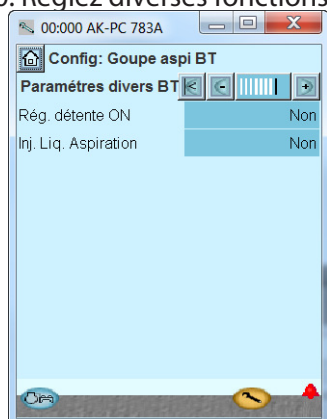 6. Réglez diverses fonctions
00:000 AK-PC 783A
Config: Goupe aspi BT
Paramétres divers BT
Rég. détente ON Non
Inj. Liq. Aspiration Non